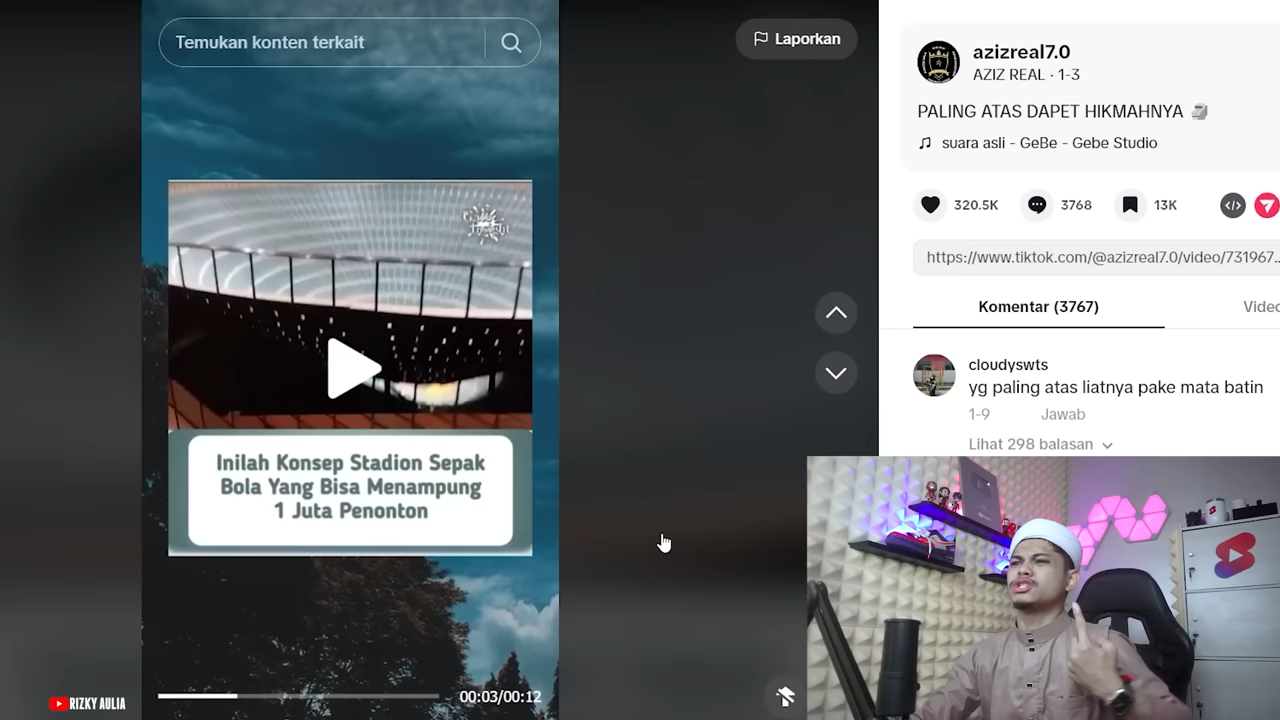 Temukan konten terkait
Laporkan
Inilah Konsep Stadion Sepak
Bola Yang Bisa Menampung
1 Juta Penonton
00:03/00:12
RIZKY AULIA
azizreal7.0
AZIZ REAL · 1-3
PALING ATAS DAPET HIKMAHNYA 🗿
suara asli - GeBe - Gebe Studio
320.5K
3768
13K
https://www.tiktok.com/@azizreal7.0/video/731967...
Komentar (3767)
Video
cloudyswts
yg paling atas liatnya pake mata batin
1-9 Jawab
Lihat 298 balasan